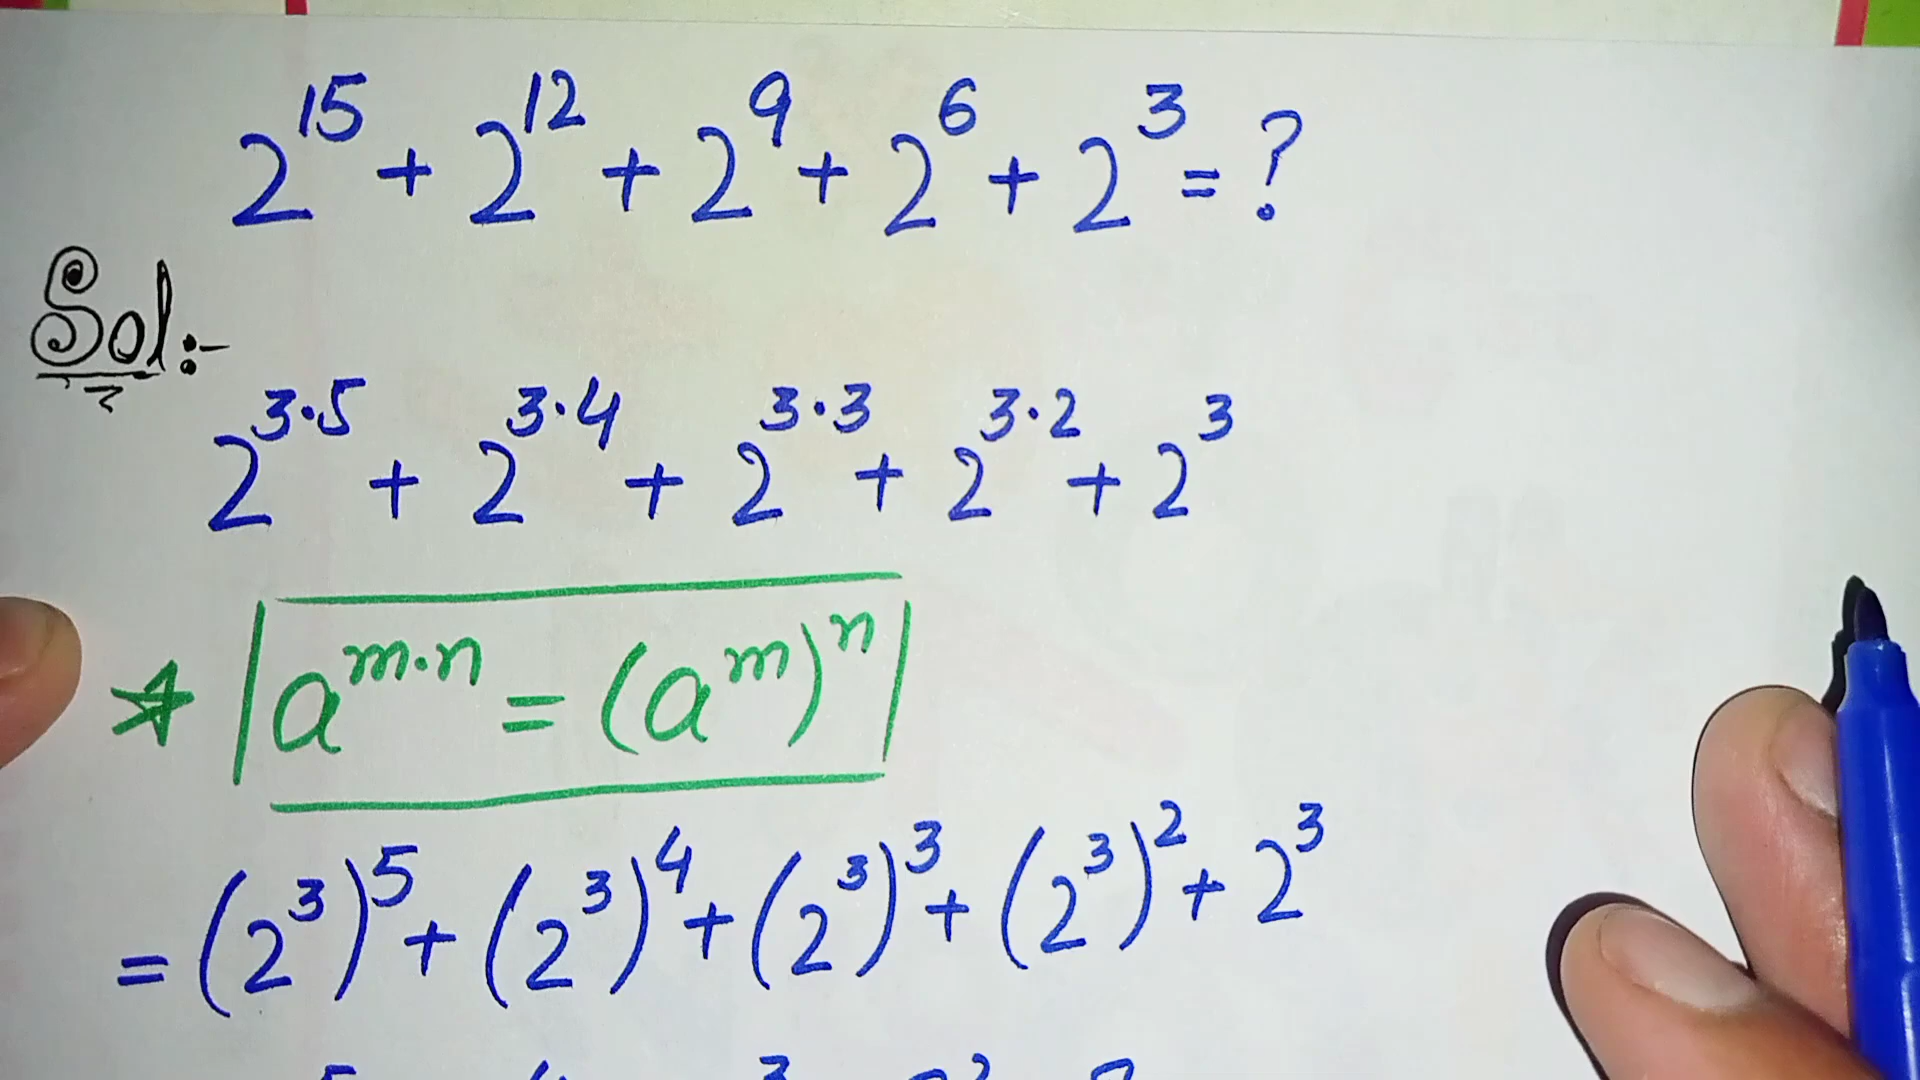 2^15 + 2^12 + 2^9 + 2^6 + 2^3 = ?
Sol:-
2^3·5 + 2^3·4 + 2^3·3 + 2^3·2 + 2^3
* a^m·n = (a^m)^n
= (2^3)^5 + (2^3)^4 + (2^3)^3 + (2^3)^2 + 2^3